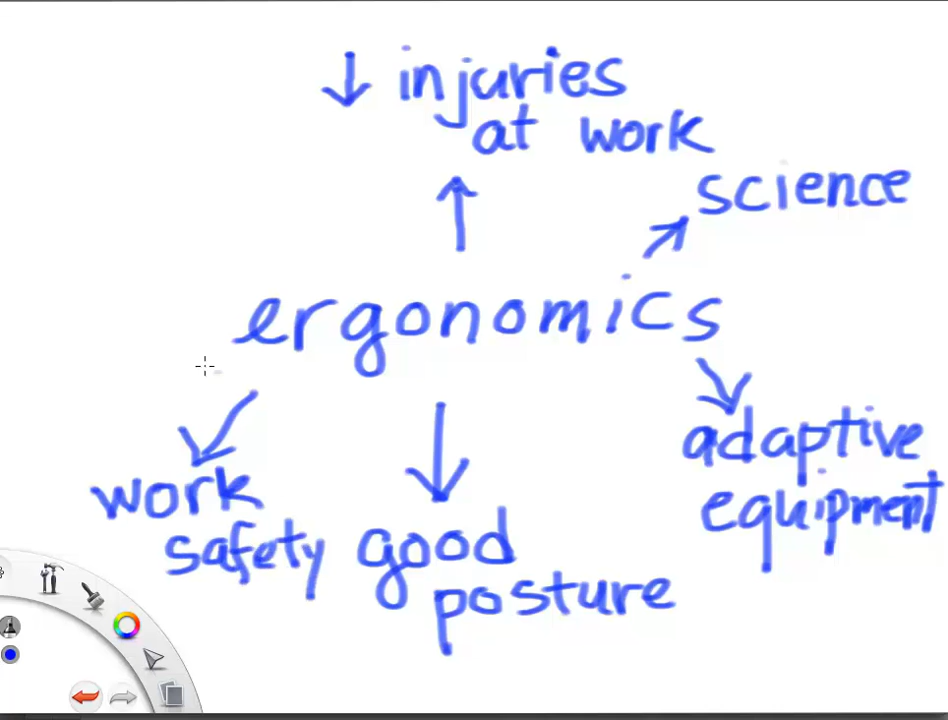 ↓ injuries
at work
science
ergonomics
work
safety
good
posture
adaptive
equipment